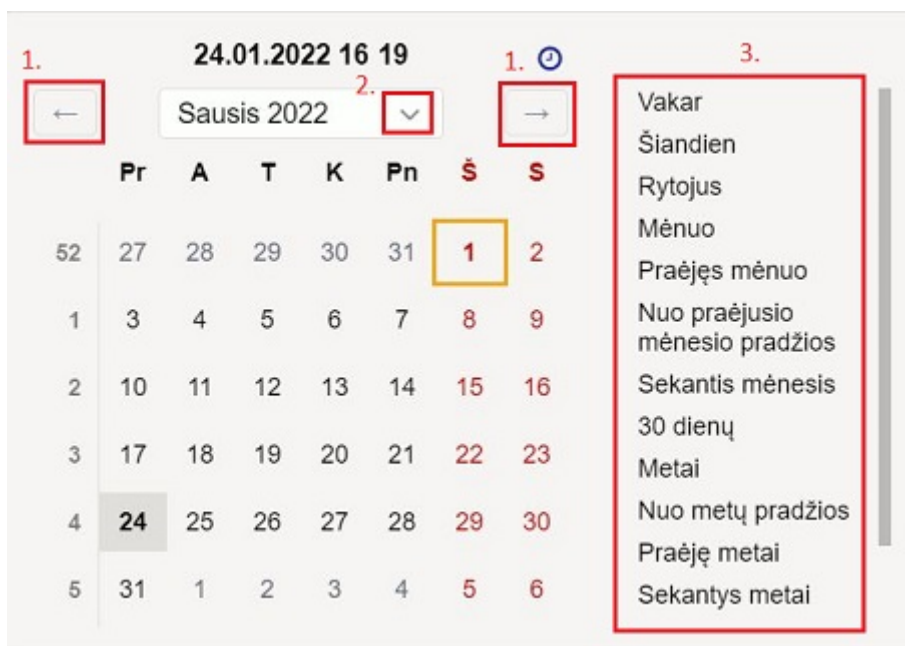 1. 24.01.2022 16 19 1.
2.
← Sausis 2022 →
Pr A T K Pn Š S
52 27 28 29 30 31 1 2
1 3 4 5 6 7 8 9
2 10 11 12 13 14 15 16
3 17 18 19 20 21 22 23
4 24 25 26 27 28 29 30
5 31 1 2 3 4 5 6
3.
Vakar
Šiandien
Rytojus
Mėnuo
Praėjęs mėnuo
Nuo praėjusio
mėnesio pradžios
Sekantis mėnesis
30 dienų
Metai
Nuo metų pradžios
Praėję metai
Sekantys metai